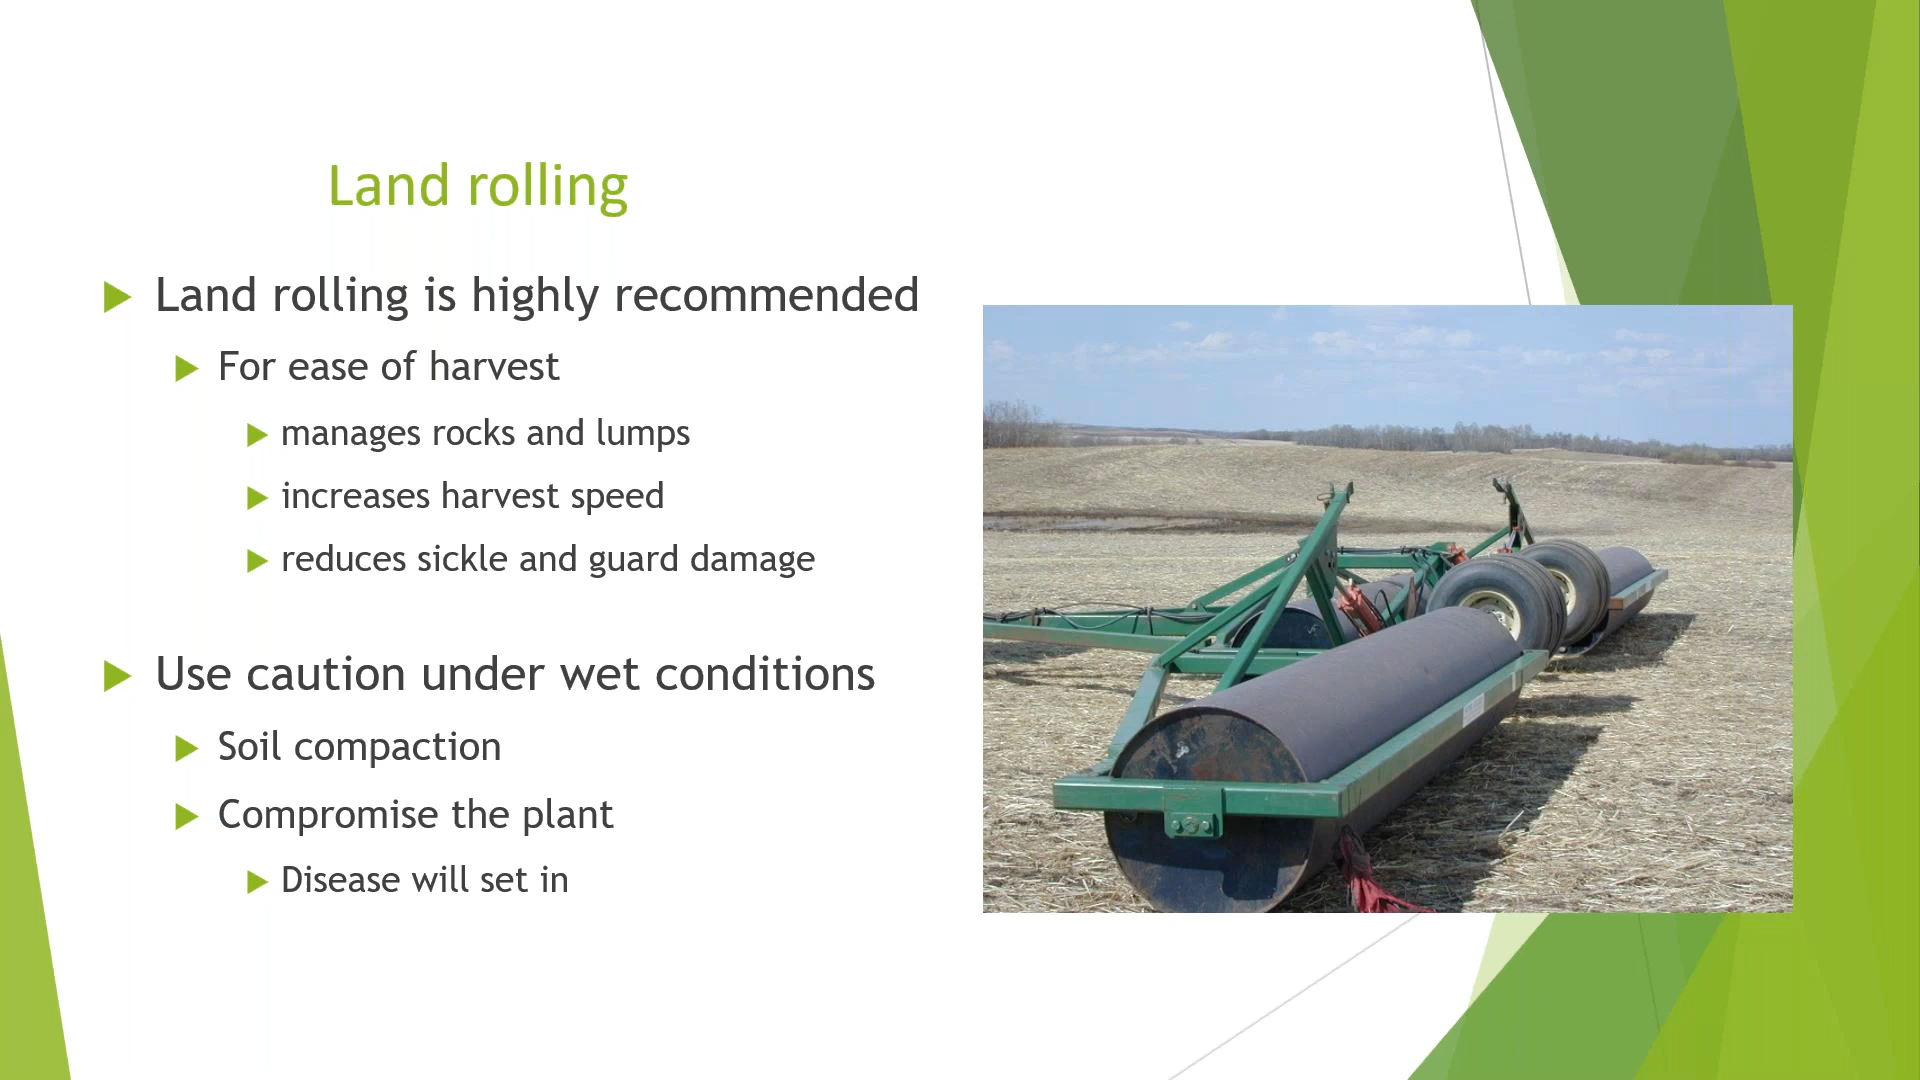 Land rolling
Land rolling is highly recommended
For ease of harvest
manages rocks and lumps
increases harvest speed
reduces sickle and guard damage
Use caution under wet conditions
Soil compaction
Compromise the plant
Disease will set in